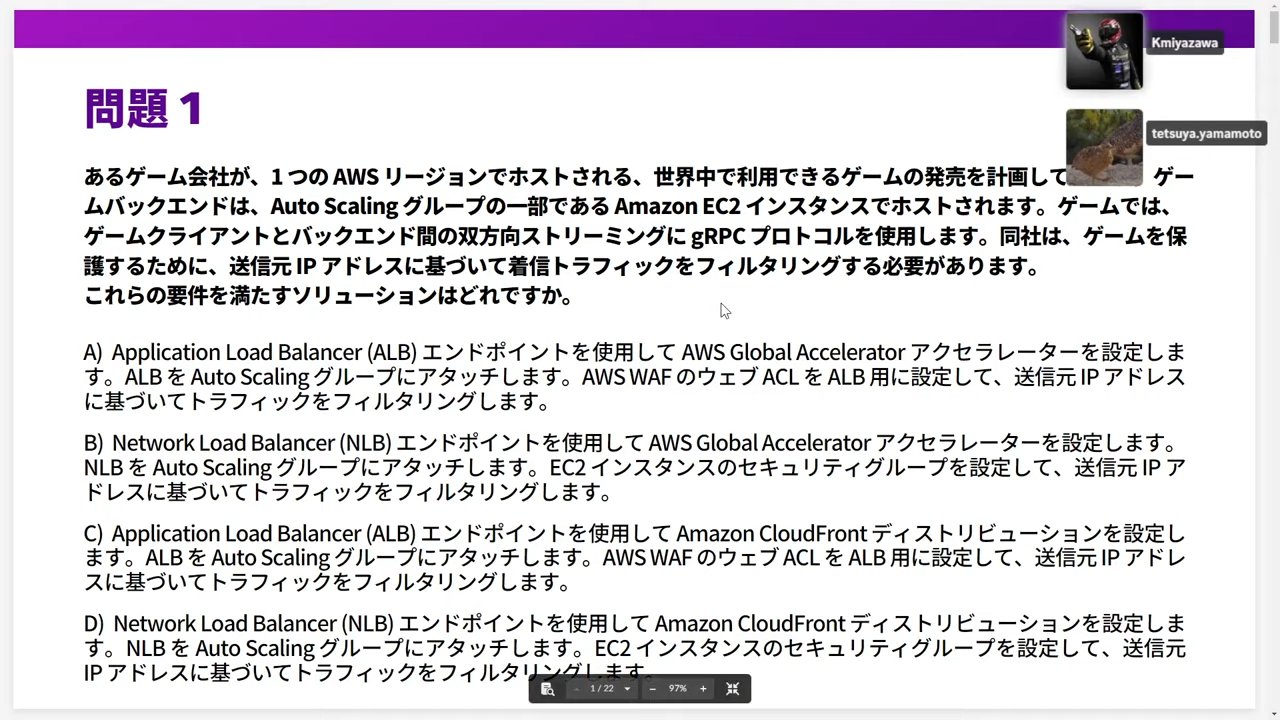 Kmiyazawa
問題 1
tetsuya.yamamoto
あるゲーム会社が、1 つの AWS リージョンでホストされる、世界中で利用できるゲームの発売を計画して ゲー
ムバックエンドは、Auto Scaling グループの一部である Amazon EC2 インスタンスでホストされます。ゲームでは、
ゲームクライアントとバックエンド間の双方向ストリーミングに gRPC プロトコルを使用します。同社は、ゲームを保
護するために、送信元 IP アドレスに基づいて着信トラフィックをフィルタリングする必要があります。
これらの要件を満たすソリューションはどれですか。
A) Application Load Balancer (ALB) エンドポイントを使用して AWS Global Accelerator アクセラレーターを設定しま
す。ALB を Auto Scaling グループにアタッチします。AWS WAF のウェブ ACL を ALB 用に設定して、送信元 IP アドレス
に基づいてトラフィックをフィルタリングします。
B) Network Load Balancer (NLB) エンドポイントを使用して AWS Global Accelerator アクセラレーターを設定します。
NLB を Auto Scaling グループにアタッチします。EC2 インスタンスのセキュリティグループを設定して、送信元 IP ア
ドレスに基づいてトラフィックをフィルタリングします。
C) Application Load Balancer (ALB) エンドポイントを使用して Amazon CloudFront ディストリビューションを設定し
ます。ALB を Auto Scaling グループにアタッチします。AWS WAF のウェブ ACL を ALB 用に設定して、送信元 IP アドレ
スに基づいてトラフィックをフィルタリングします。
D) Network Load Balancer (NLB) エンドポイントを使用して Amazon CloudFront ディストリビューションを設定しま
す。NLB を Auto Scaling グループにアタッチします。EC2 インスタンスのセキュリティグループを設定して、送信元
IP アドレスに基づいてトラフィックをフィルタリングします。
1 / 22 97%